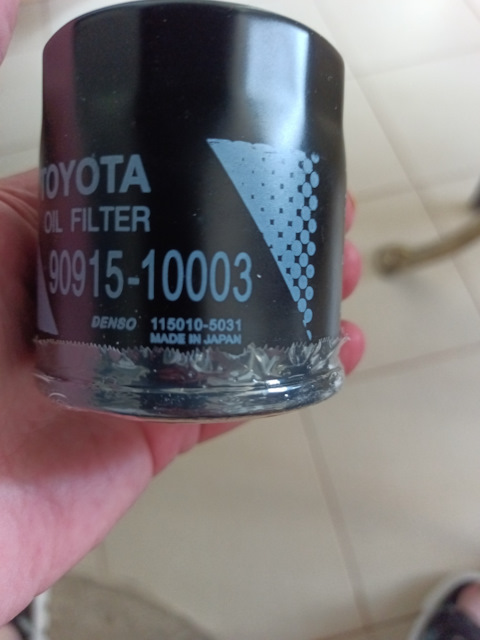 TOYOTA
OIL FILTER
90915-10003
DENSO 115010-5031
MADE IN JAPAN